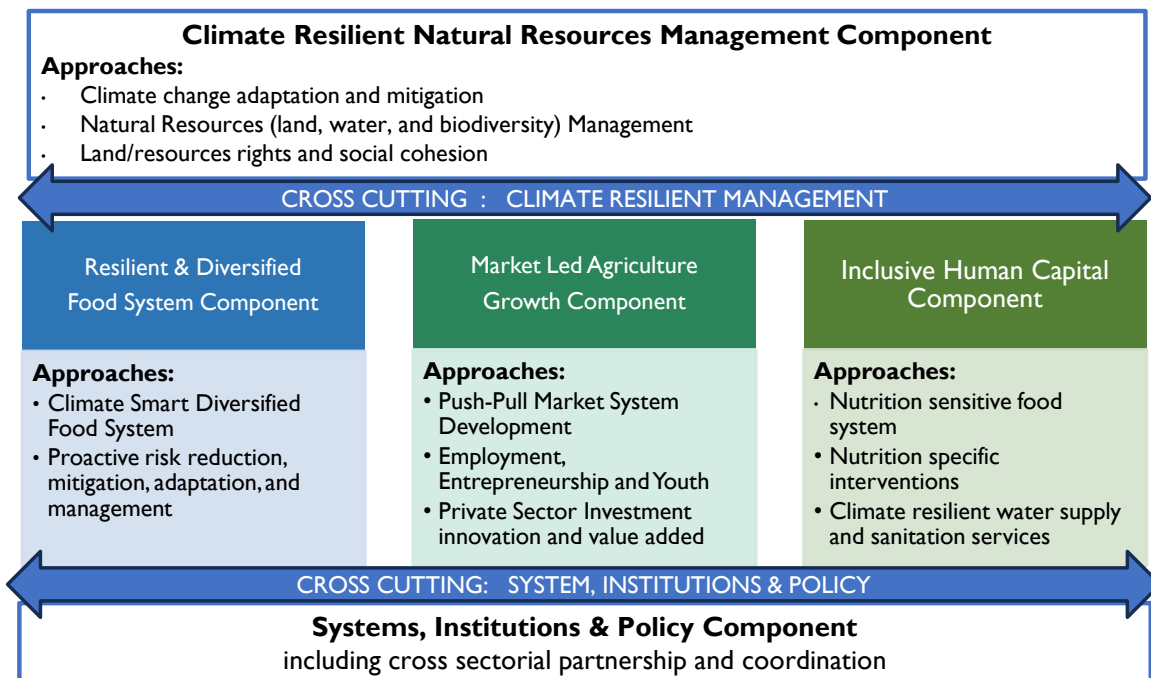 Climate Resilient Natural Resources Management Component
Approaches:
· Climate change adaptation and mitigation
· Natural Resources (land, water, and biodiversity) Management
· Land/resources rights and social cohesion
CROSS CUTTING : CLIMATE RESILIENT MANAGEMENT
Resilient & Diversified
Food System Component
Approaches:
• Climate Smart Diversified
Food System
• Proactive risk reduction,
mitigation, adaptation, and
management
Market Led Agriculture
Growth Component
Approaches:
• Push-Pull Market System
Development
• Employment,
Entrepreneurship and Youth
• Private Sector Investment
innovation and value added
Inclusive Human Capital
Component
Approaches:
· Nutrition sensitive food
system
• Nutrition specific
interventions
• Climate resilient water supply
and sanitation services
CROSS CUTTING: SYSTEM, INSTITUTIONS & POLICY
Systems, Institutions & Policy Component
including cross sectorial partnership and coordination